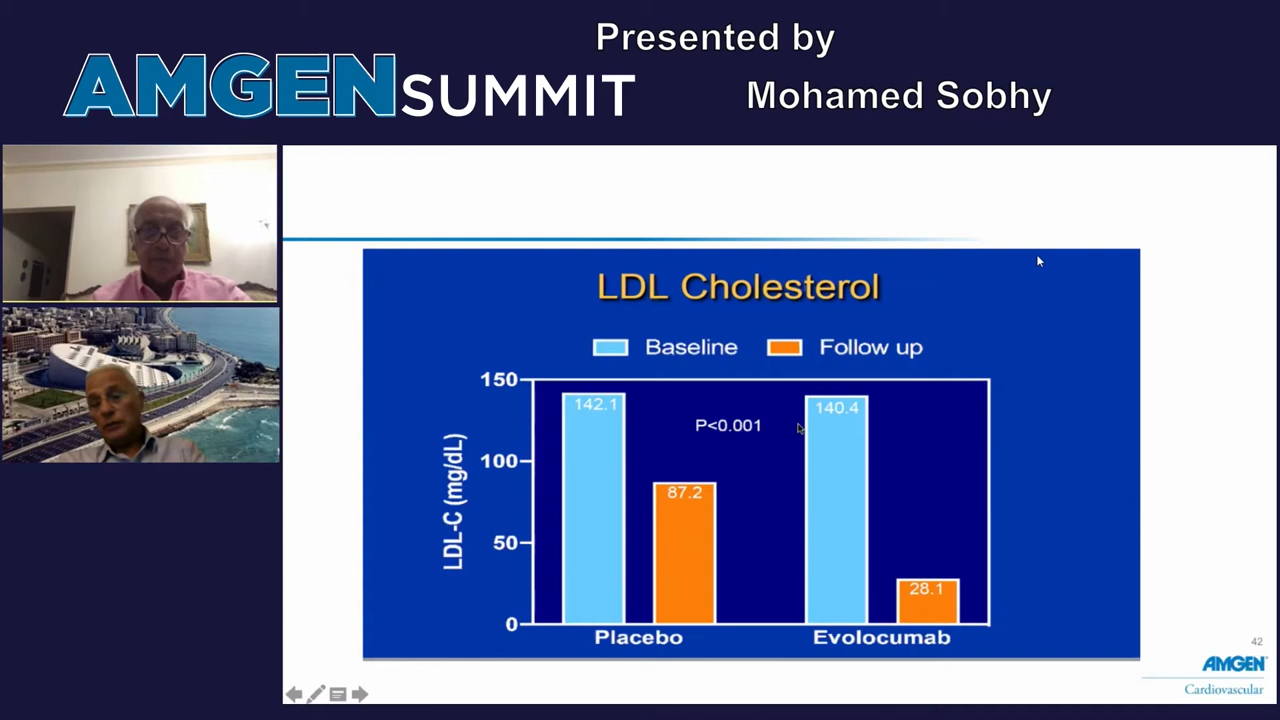 Presented by
AMGEN SUMMIT
Mohamed Sobhy
LDL Cholesterol
Baseline
Follow up
LDL-C (mg/dL)
150
100
50
0
142.1
87.2
P<0.001
140.4
28.1
Placebo
Evolocumab
42
AMGEN
Cardiovascular